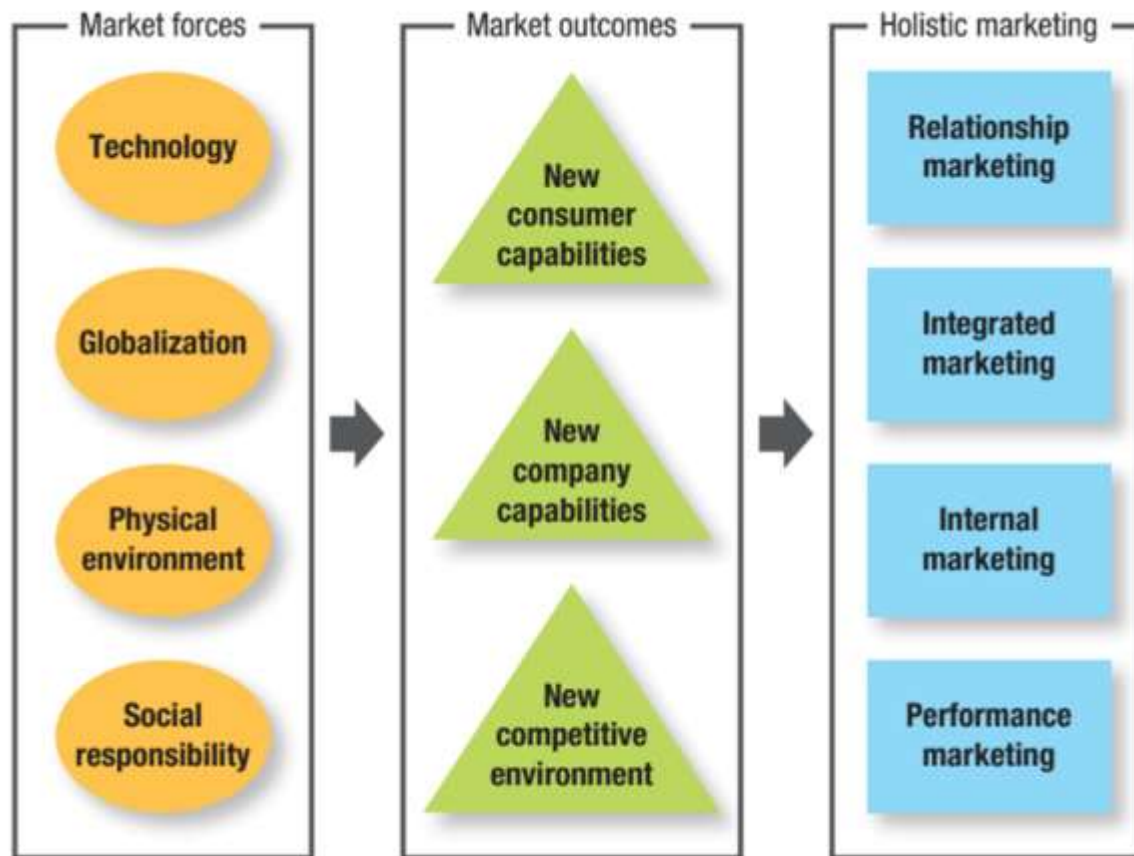 Market forces
Technology
Globalization
Physical
environment
Social
responsibility
Market outcomes
New
consumer
capabilities
New
company
capabilities
New
competitive
environment
Holistic marketing
Relationship
marketing
Integrated
marketing
Internal
marketing
Performance
marketing